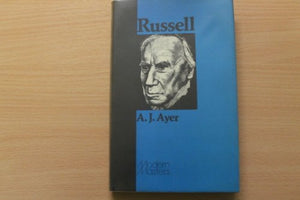 Russell
A. J. Ayer
Modern
Masters